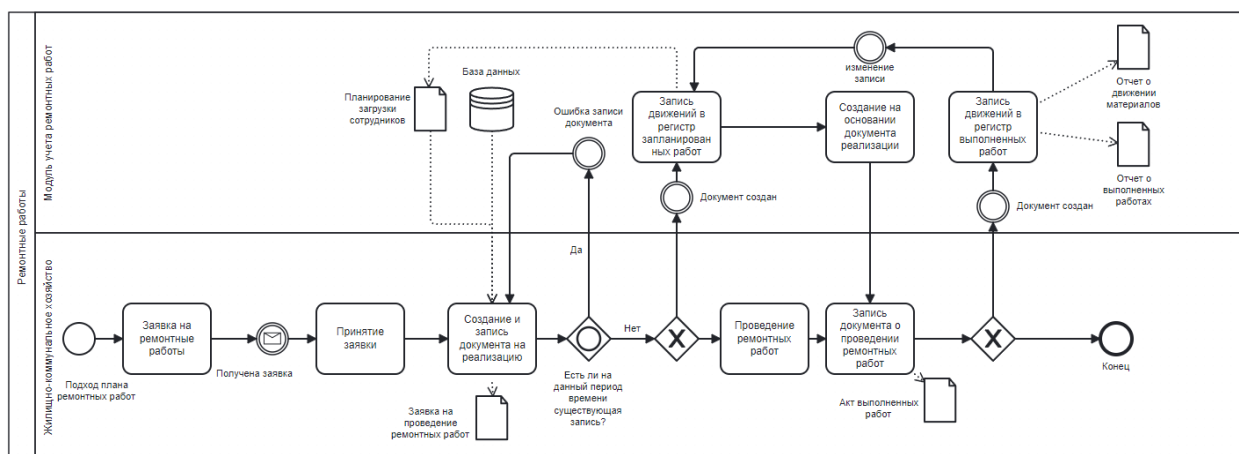 Ремонтные работы
Модуль учета ремонтных работ
Планирование
загрузки
сотрудников
База данных
Ошибка записи
документа
Запись
движений в
регистр
запланирован
ных работ
Документ создан
изменение
записи
Создание на
основании
документа
реализации
Запись
движений в
регистр
выполненных
работ
Документ создан
Отчет о
движении
материалов
Отчет о
выполненных
работах
Жилищно-коммунальное хозяйство
Подход плана
ремонтных работ
Заявка на
ремонтные
работы
Получена заявка
Принятие
заявки
Создание и
запись
документа на
реализацию
Заявка на
проведение
ремонтных работ
Да
Нет
Есть ли на
данный период
времени
существующая
запись?
Проведение
ремонтных
работ
Запись
документа о
проведении
ремонтных
работ
Акт выполненных
работ
Конец